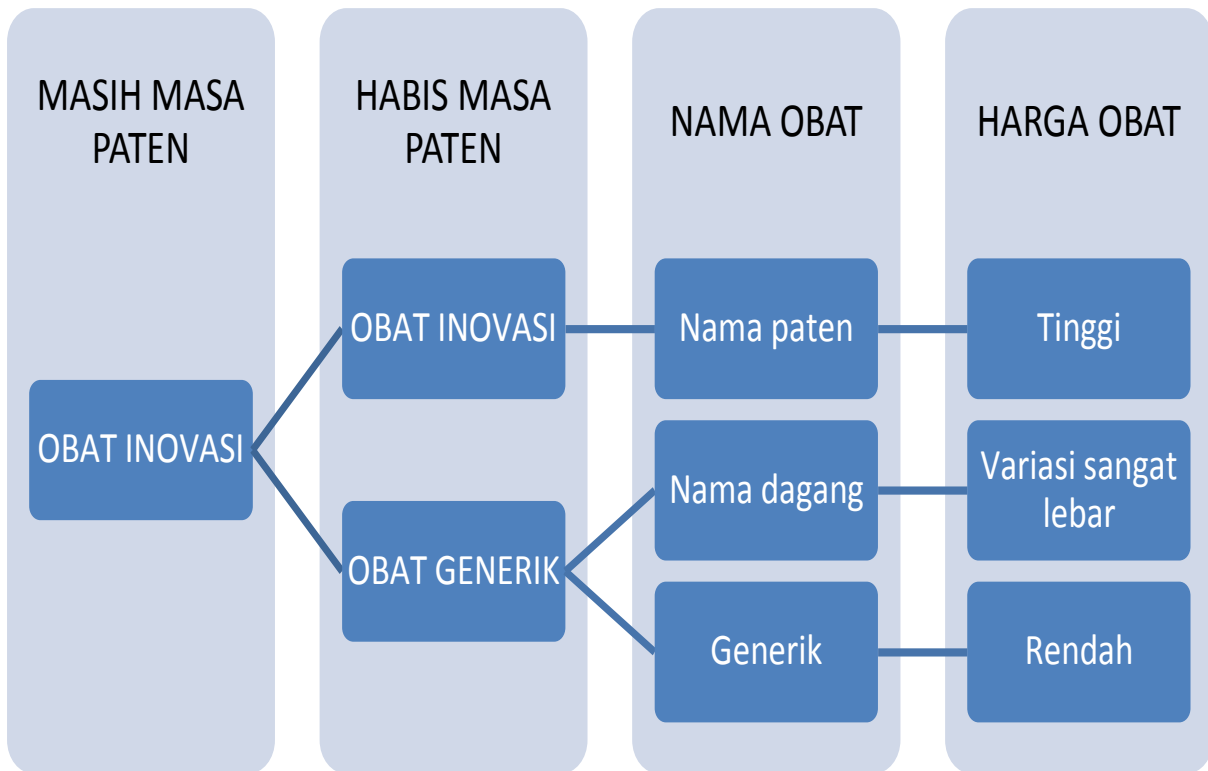 MASIH MASA
PATEN
HABIS MASA
PATEN
NAMA OBAT
HARGA OBAT
OBAT INOVASI
OBAT INOVASI
OBAT GENERIK
Nama paten
Nama dagang
Generik
Tinggi
Variasi sangat
lebar
Rendah